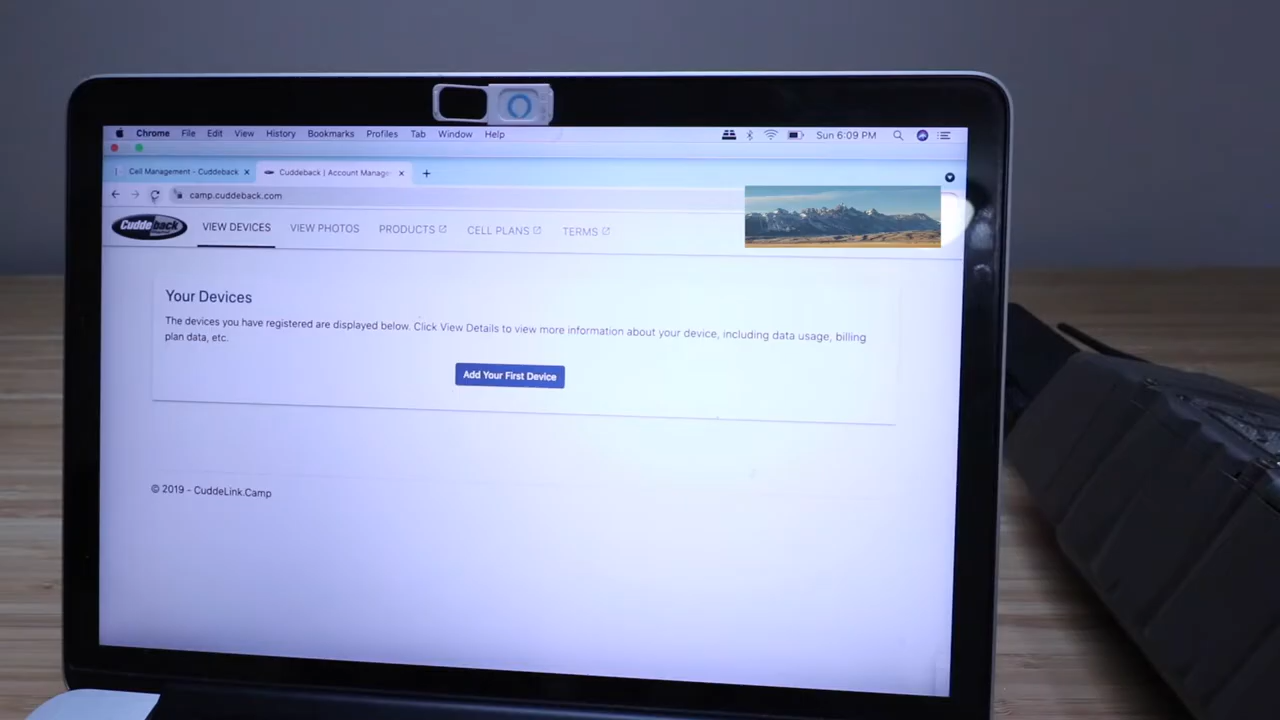 Chrome File Edit View History Bookmarks Profiles Tab Window Help Sun 6:09 PM
Cell Management - Cuddeback Cuddeback | Account Manage
camp.cuddeback.com
Cuddeback VIEW DEVICES VIEW PHOTOS PRODUCTS CELL PLANS TERMS
Your Devices
The devices you have registered are displayed below. Click View Details to view more information about your device, including data usage, billing
plan data, etc.
Add Your First Device
© 2019 - CuddeLink.Camp